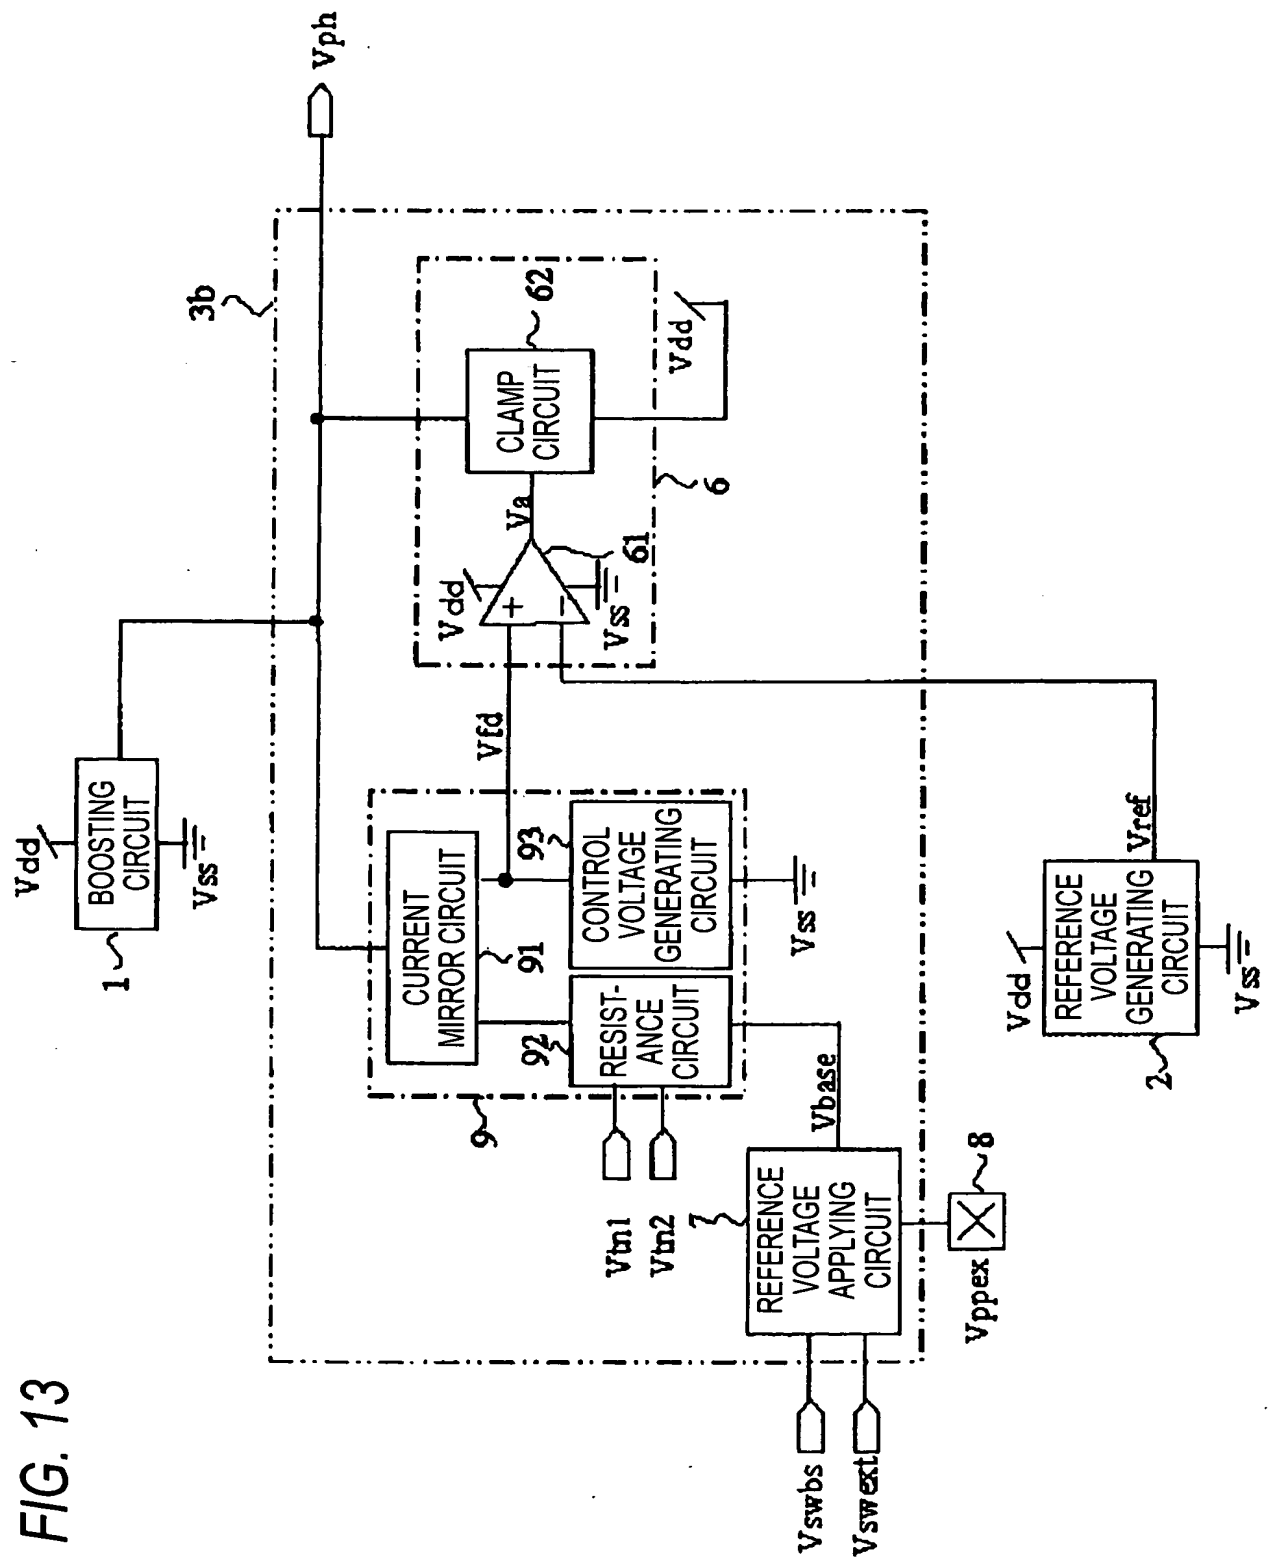 FIG. 13
Vdd
1
BOOSTING
CIRCUIT
Vss
3b
Vph
9
CURRENT
MIRROR CIRCUIT
91
92
RESIST-
ANCE
CIRCUIT
93
CONTROL
VOLTAGE
GENERATING
CIRCUIT
Vss
Vfd
Vdd
+
−
Vss
61
Va
CLAMP
CIRCUIT
62
6
Vdd
Vtn1
Vtn2
7
REFERENCE
VOLTAGE
APPLYING
CIRCUIT
Vbase
Vswbs
Vswext
Vppex
8
Vdd
2
REFERENCE
VOLTAGE
GENERATING
CIRCUIT
Vref
Vss